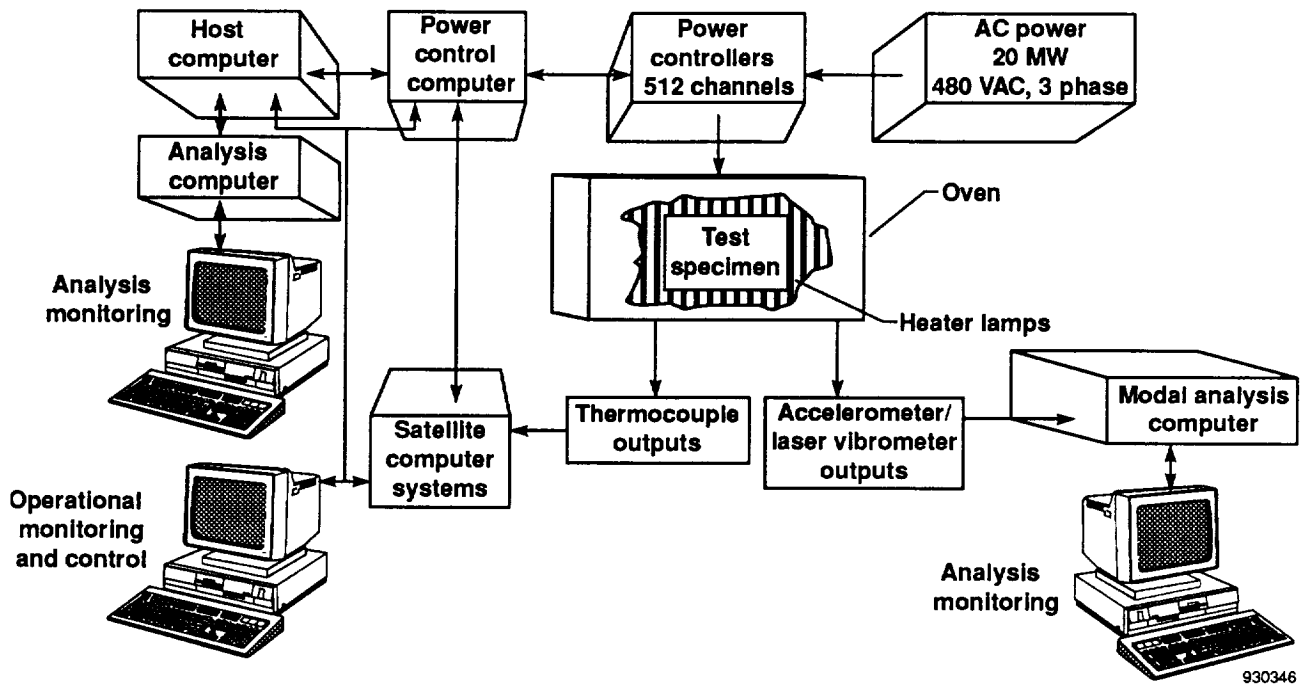 Host
computer
Power
control
computer
Power
controllers
512 channels
AC power
20 MW
480 VAC, 3 phase
Analysis
computer
Oven
Test
specimen
Analysis
monitoring
Heater lamps
Thermocouple
outputs
Accelerometer/
laser vibrometer
outputs
Modal analysis
computer
Satellite
computer
systems
Operational
monitoring
and control
Analysis
monitoring
930346